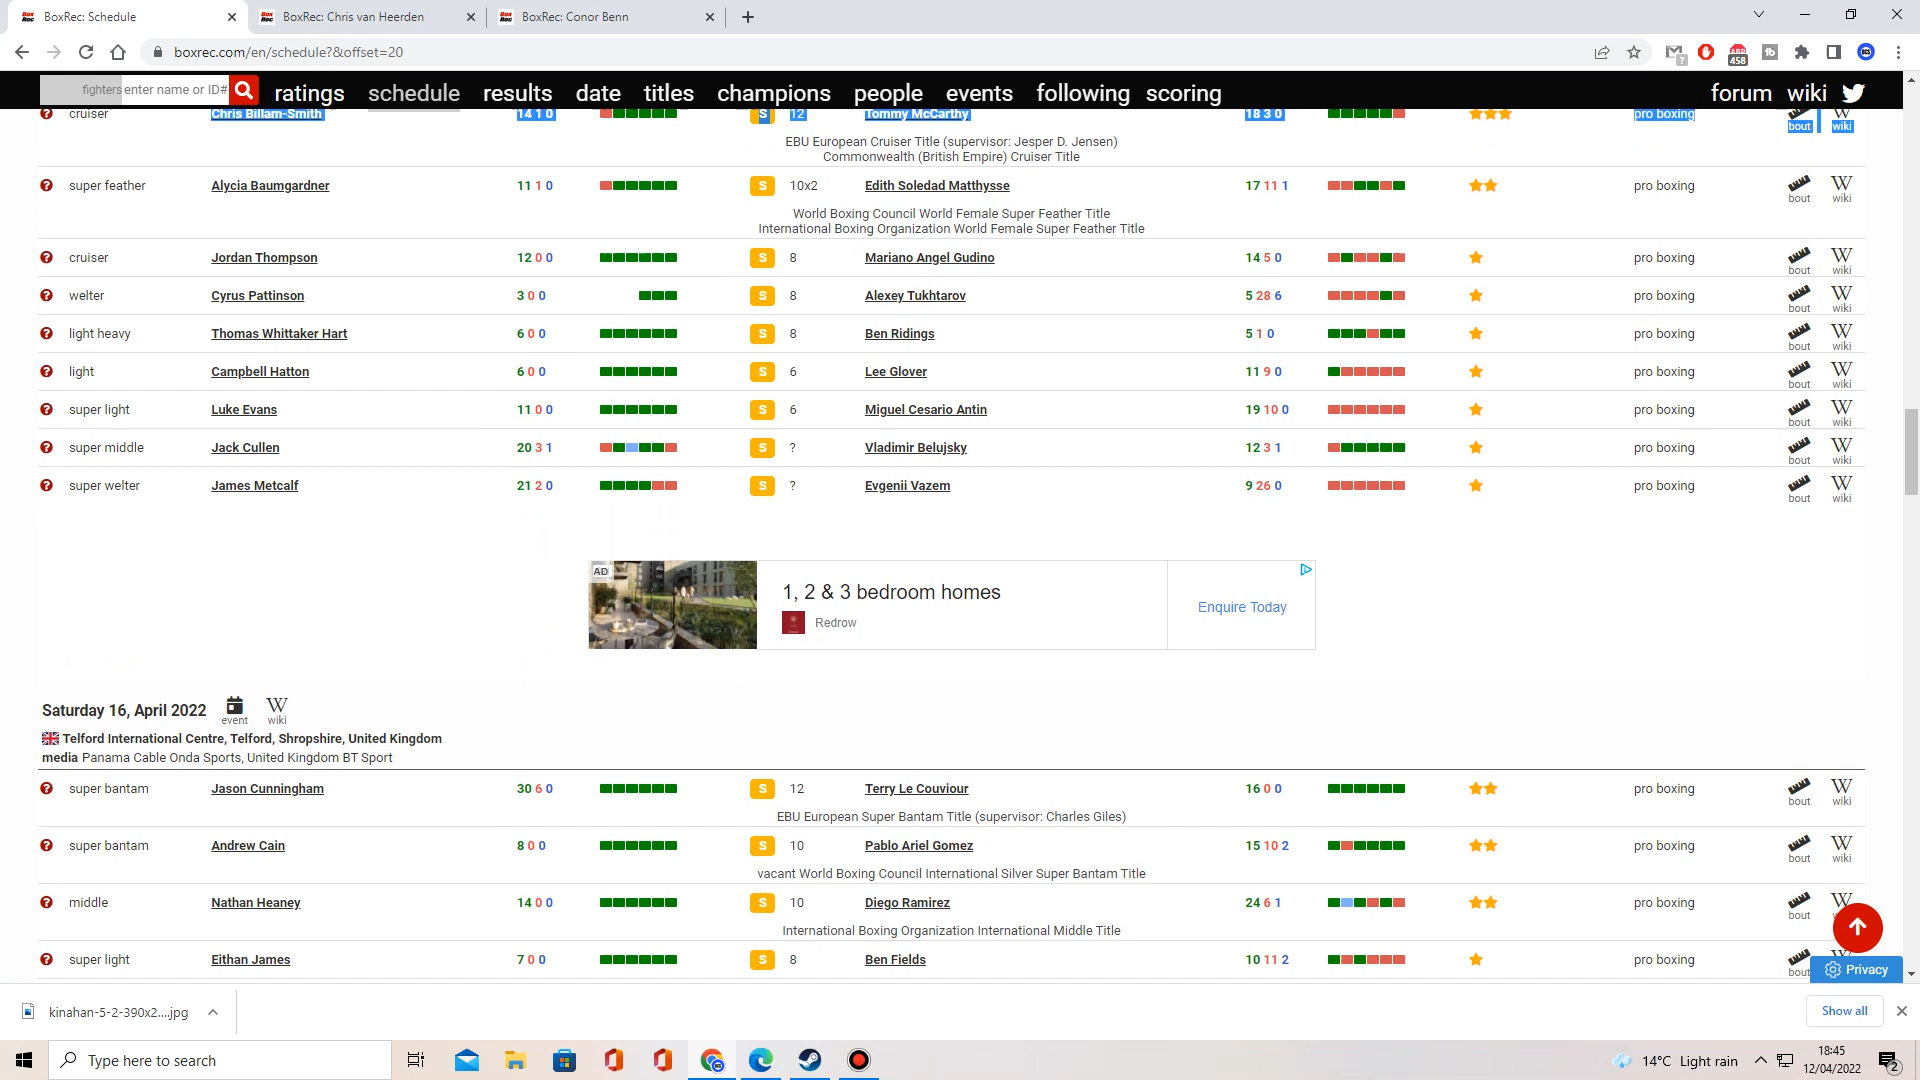 BoxRec: Schedule
BoxRec: Chris van Heerden
BoxRec: Conor Benn
boxrec.com/en/schedule?&offset=20
458
fighters enter name or ID# ratings schedule results date titles champions people events following scoring forum wiki
cruiser Chris Billam-Smith 14 1 0 S 12 Tommy McCarthy 18 3 0 pro boxing bout wiki
EBU European Cruiser Title (supervisor: Jesper D. Jensen)
Commonwealth (British Empire) Cruiser Title
super feather Alycia Baumgardner 11 1 0 S 10x2 Edith Soledad Matthysse 17 11 1 pro boxing bout wiki
World Boxing Council World Female Super Feather Title
International Boxing Organization World Female Super Feather Title
cruiser Jordan Thompson 12 0 0 S 8 Mariano Angel Gudino 14 5 0 pro boxing bout wiki
welter Cyrus Pattinson 3 0 0 S 8 Alexey Tukhtarov 5 28 6 pro boxing bout wiki
light heavy Thomas Whittaker Hart 6 0 0 S 8 Ben Ridings 5 1 0 pro boxing bout wiki
light Campbell Hatton 6 0 0 S 6 Lee Glover 11 9 0 pro boxing bout wiki
super light Luke Evans 11 0 0 S 6 Miguel Cesario Antin 19 10 0 pro boxing bout wiki
super middle Jack Cullen 20 3 1 S ? Vladimir Belujsky 12 3 1 pro boxing bout wiki
super welter James Metcalf 21 2 0 S ? Evgenii Vazem 9 26 0 pro boxing bout wiki
AD
1, 2 & 3 bedroom homes
Redrow
Enquire Today
Saturday 16, April 2022 event wiki
Telford International Centre, Telford, Shropshire, United Kingdom
media Panama Cable Onda Sports, United Kingdom BT Sport
super bantam Jason Cunningham 30 6 0 S 12 Terry Le Couviour 16 0 0 pro boxing bout wiki
EBU European Super Bantam Title (supervisor: Charles Giles)
super bantam Andrew Cain 8 0 0 S 10 Pablo Ariel Gomez 15 10 2 pro boxing bout wiki
vacant World Boxing Council International Silver Super Bantam Title
middle Nathan Heaney 14 0 0 S 10 Diego Ramirez 24 6 1 pro boxing bout
International Boxing Organization International Middle Title
super light Eithan James 7 0 0 S 8 Ben Fields 10 11 2 pro boxing bout
Privacy
kinahan-5-2-390x2....jpg
Show all
Type here to search
14°C Light rain
18:45
12/04/2022
2